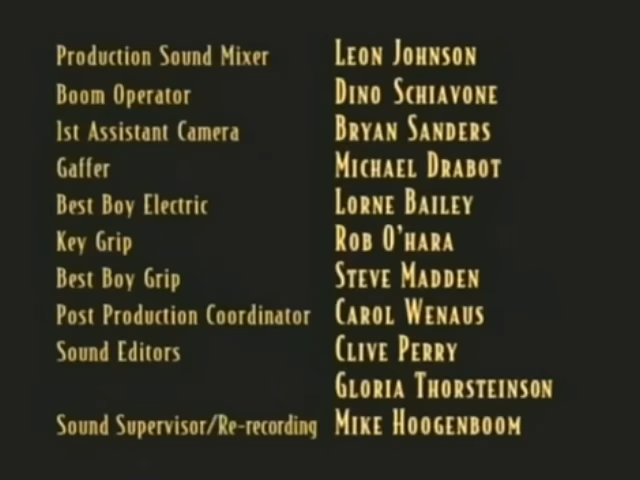 Production Sound Mixer LEON JOHNSON
Boom Operator DINO SCHIAVONE
1st Assistant Camera BRYAN SANDERS
Gaffer MICHAEL DRABOT
Best Boy Electric LORNE BAILEY
Key Grip ROB O'HARA
Best Boy Grip STEVE MADDEN
Post Production Coordinator CAROL WENAUS
Sound Editors CLIVE PERRY
GLORIA THORSTEINSON
Sound Supervisor/Re-recording MIKE HOOGENBOOM